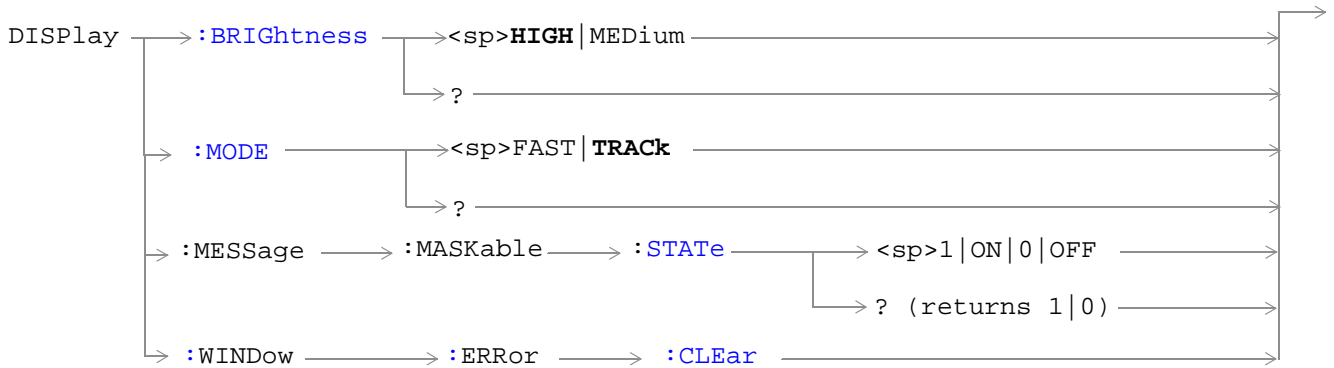 DISPlay :BRIGhtness <sp>HIGH|MEDium
?
:MODE <sp>FAST|TRACk
?
:MESSage :MASKable :STATe <sp>1|ON|0|OFF
? (returns 1|0)
:WINDow :ERRor :CLEar